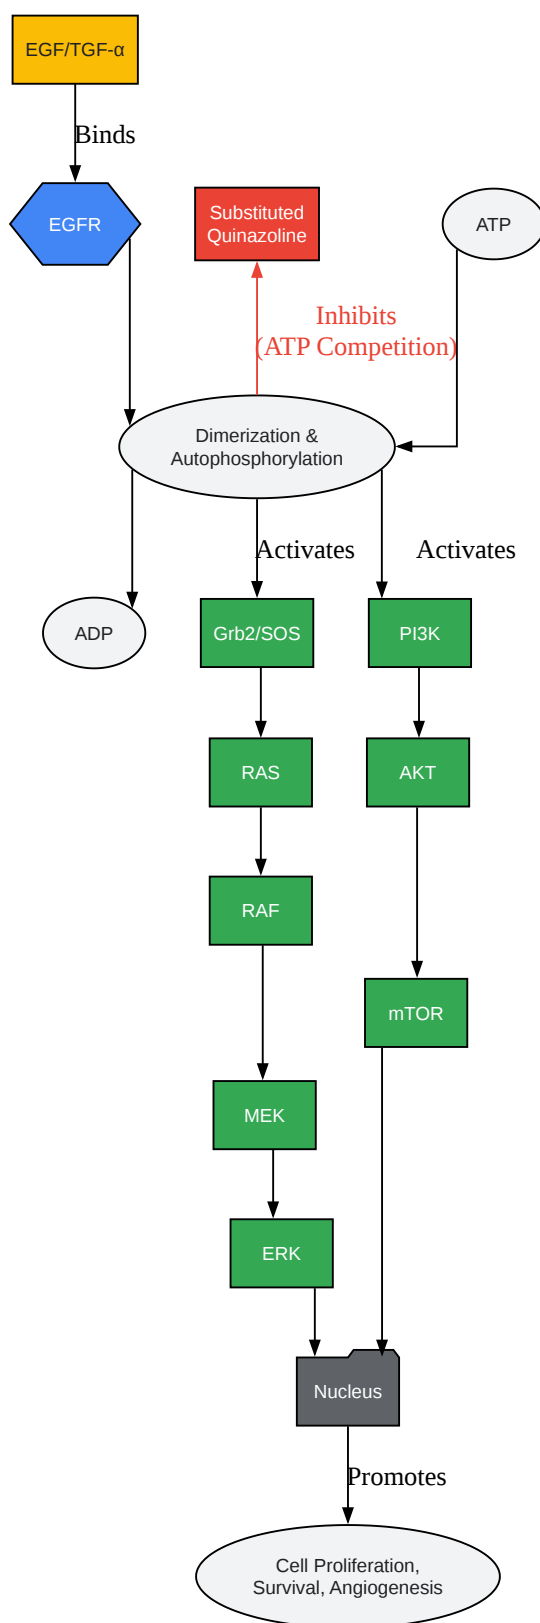 EGF/TGF-α
Binds
EGFR
Substituted
Quinazoline
ATP
Inhibits
(ATP Competition)
Dimerization &
Autophosphorylation
Activates
Activates
ADP
Grb2/SOS
PI3K
RAS
AKT
RAF
mTOR
MEK
ERK
Nucleus
Promotes
Cell Proliferation,
Survival, Angiogenesis